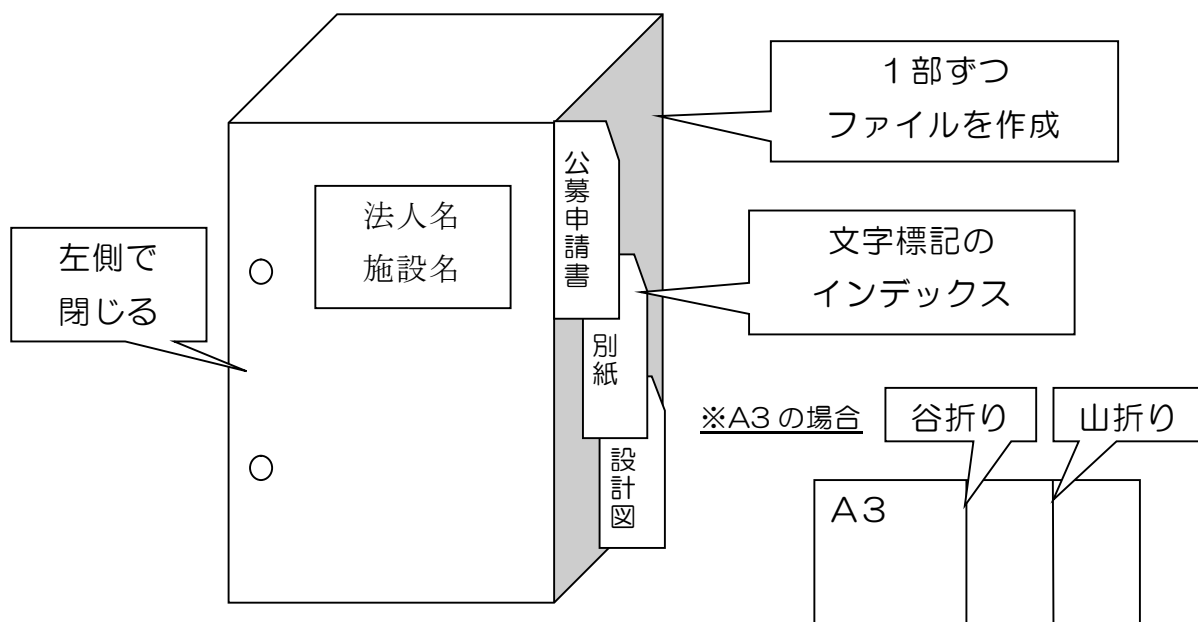 1部ずつ
ファイルを作成
公募申請書
法人名
施設名
文字標記の
インデックス
左側で
閉じる
別紙
※A3の場合
谷折り
山折り
設計図
A3